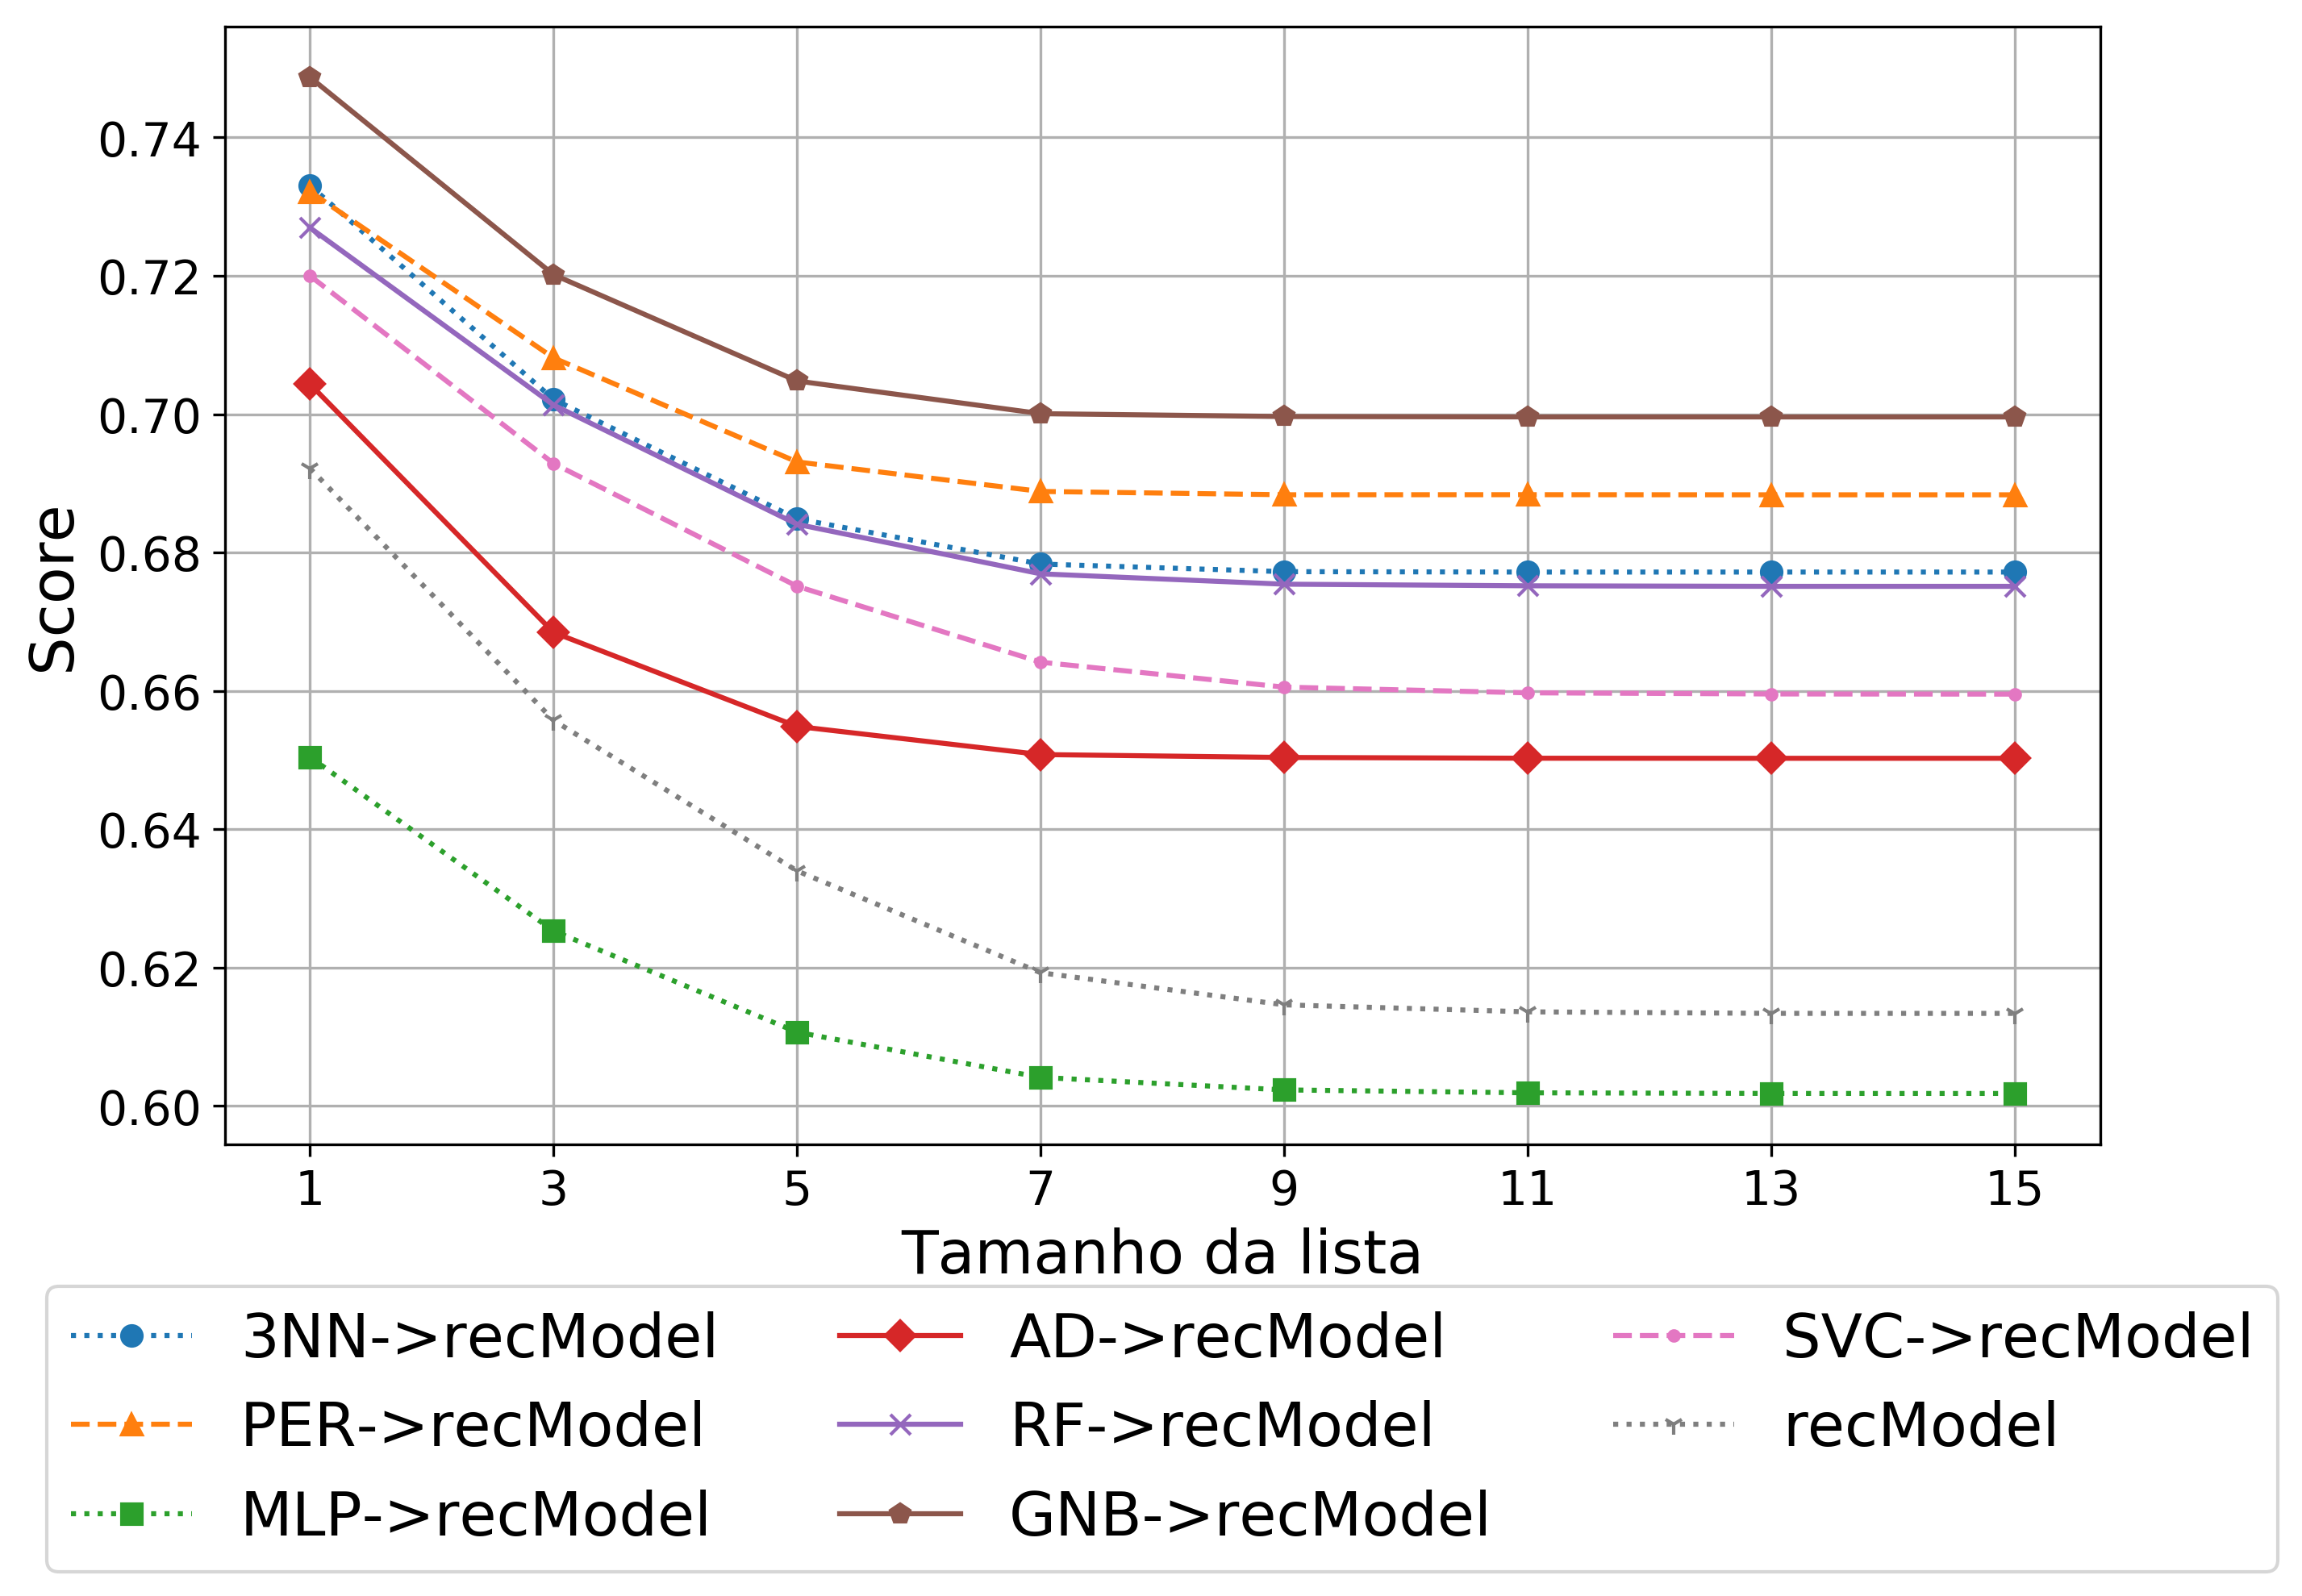 0.74
0.72
0.70
0.68
0.66
0.64
0.62
0.60
Score
1 3 5 7 9 11 13 15
Tamanho da lista
3NN->recModel
PER->recModel
MLP->recModel
AD->recModel
RF->recModel
GNB->recModel
SVC->recModel
recModel